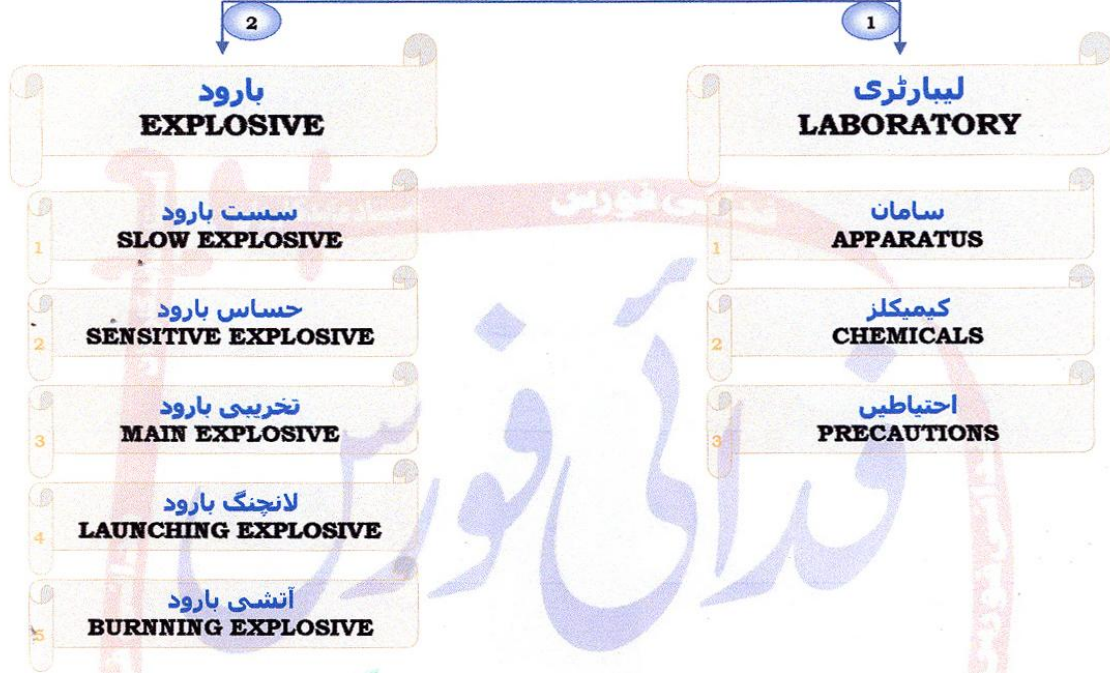 1
لیبارٹری
LABORATORY
1
سامان
APPARATUS
2
کیمیکلز
CHEMICALS
3
احتیاطیں
PRECAUTIONS
2
بارود
EXPLOSIVE
1
سست بارود
SLOW EXPLOSIVE
2
حساس بارود
SENSITIVE EXPLOSIVE
3
تخریبی بارود
MAIN EXPLOSIVE
4
لانچنگ بارود
LAUNCHING EXPLOSIVE
5
آتشی بارود
BURNNING EXPLOSIVE
فدائی فورس